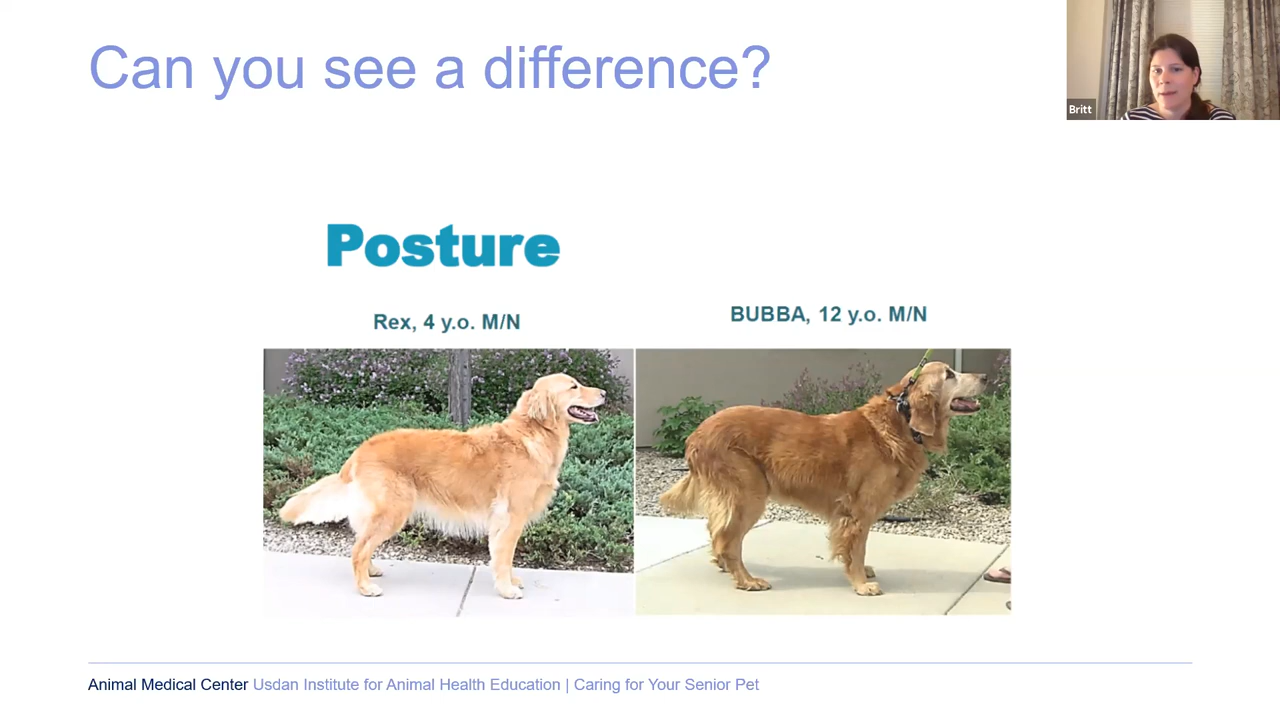 Can you see a difference?
Britt
Posture
Rex, 4 y.o. M/N
BUBBA, 12 y.o. M/N
Animal Medical Center Usdan Institute for Animal Health Education | Caring for Your Senior Pet